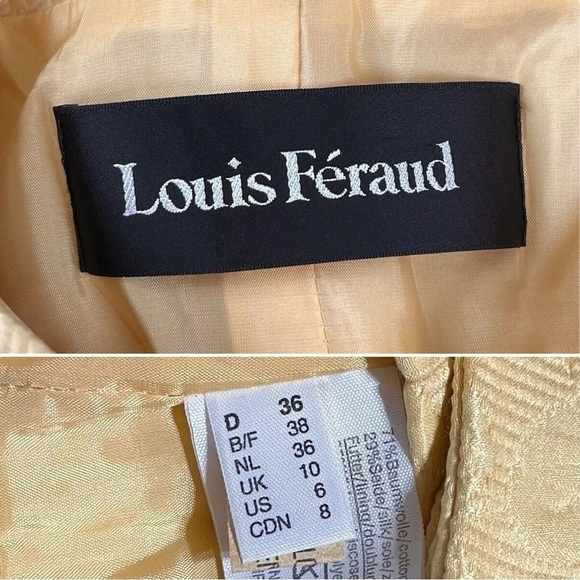 Louis Féraud
D 36
B/F 38
NL 36
UK 10
US 6
CDN 8
71%Baumwolle/cotton
29%Seide/silk/soie/z
Futter/lining/doublu